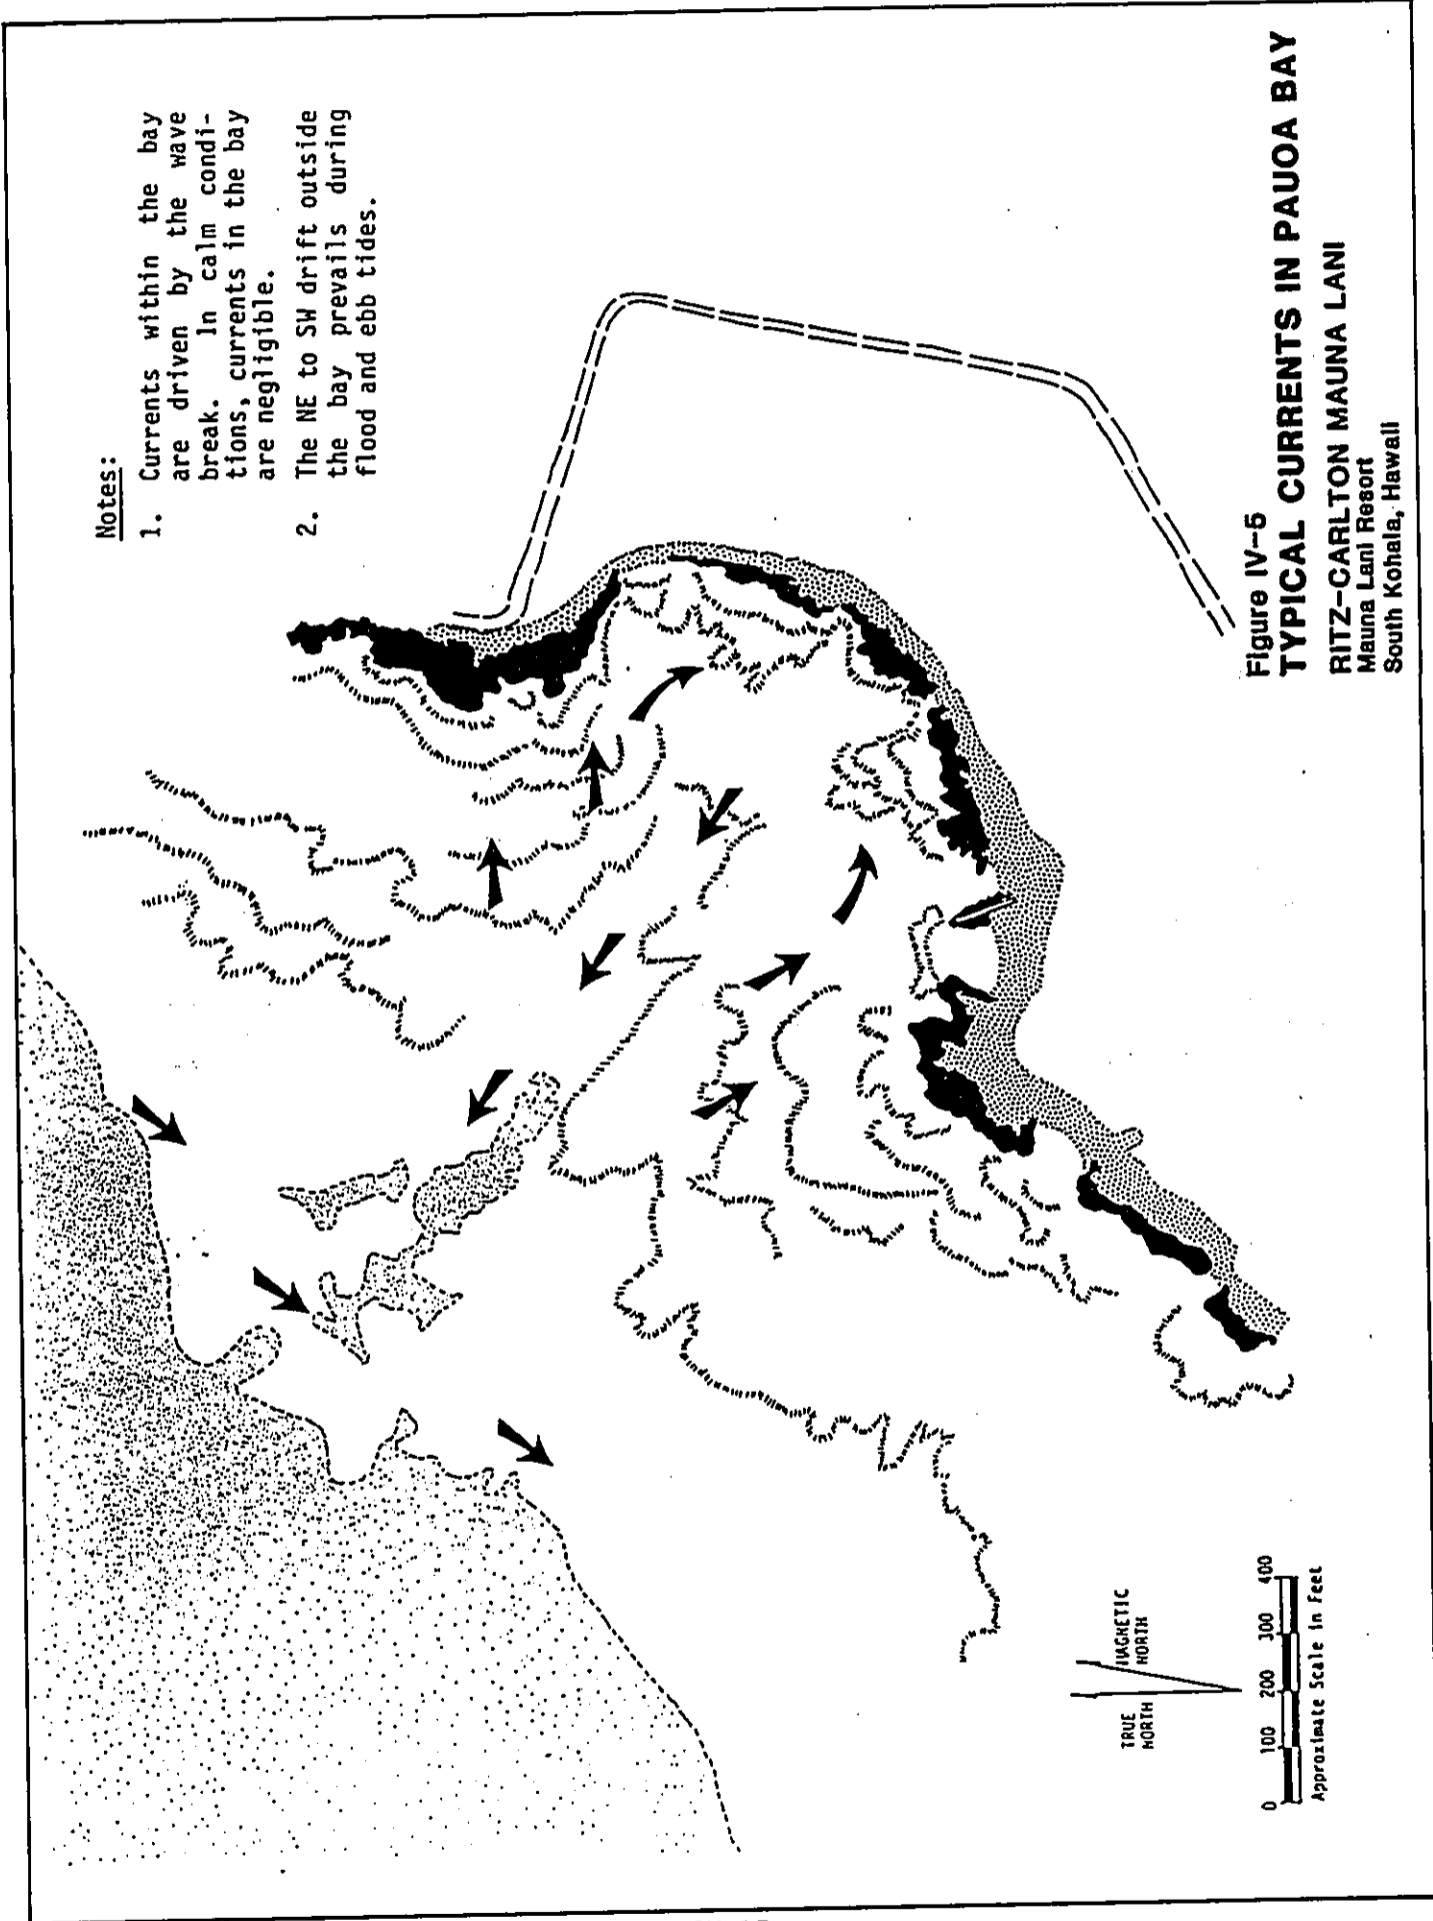 Notes:
1. Currents within the bay
are driven by the wave
break. In calm condi-
tions, currents in the bay
are negligible.
2. The NE to SW drift outside
the bay prevails during
flood and ebb tides.
TRUE
NORTH
MAGNETIC
NORTH
0 100 200 300 400
Approximate Scale in Feet
Figure IV-5
TYPICAL CURRENTS IN PAUOA BAY
RITZ-CARLTON MAUNA LANI
Mauna Lani Resort
South Kohala, Hawaii